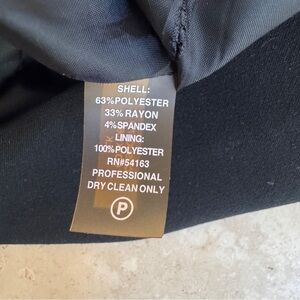 SHELL:
63%POLYESTER
33%RAYON
4%SPANDEX
LINING:
100%POLYESTER
RN#54163
PROFESSIONAL
DRY CLEAN ONLY
P